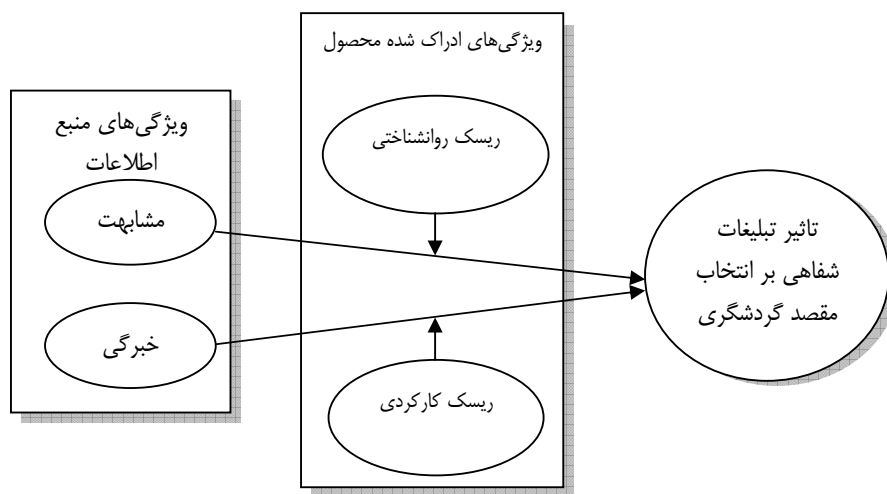 ویژگی‌های ادراک شده محصول
ویژگی‌های منبع
اطلاعات
ریسک روانشناختی
مشابهت
تاثیر تبلیغات
شفاهی بر انتخاب
مقصد گردشگری
خبرگی
ریسک کارکردی